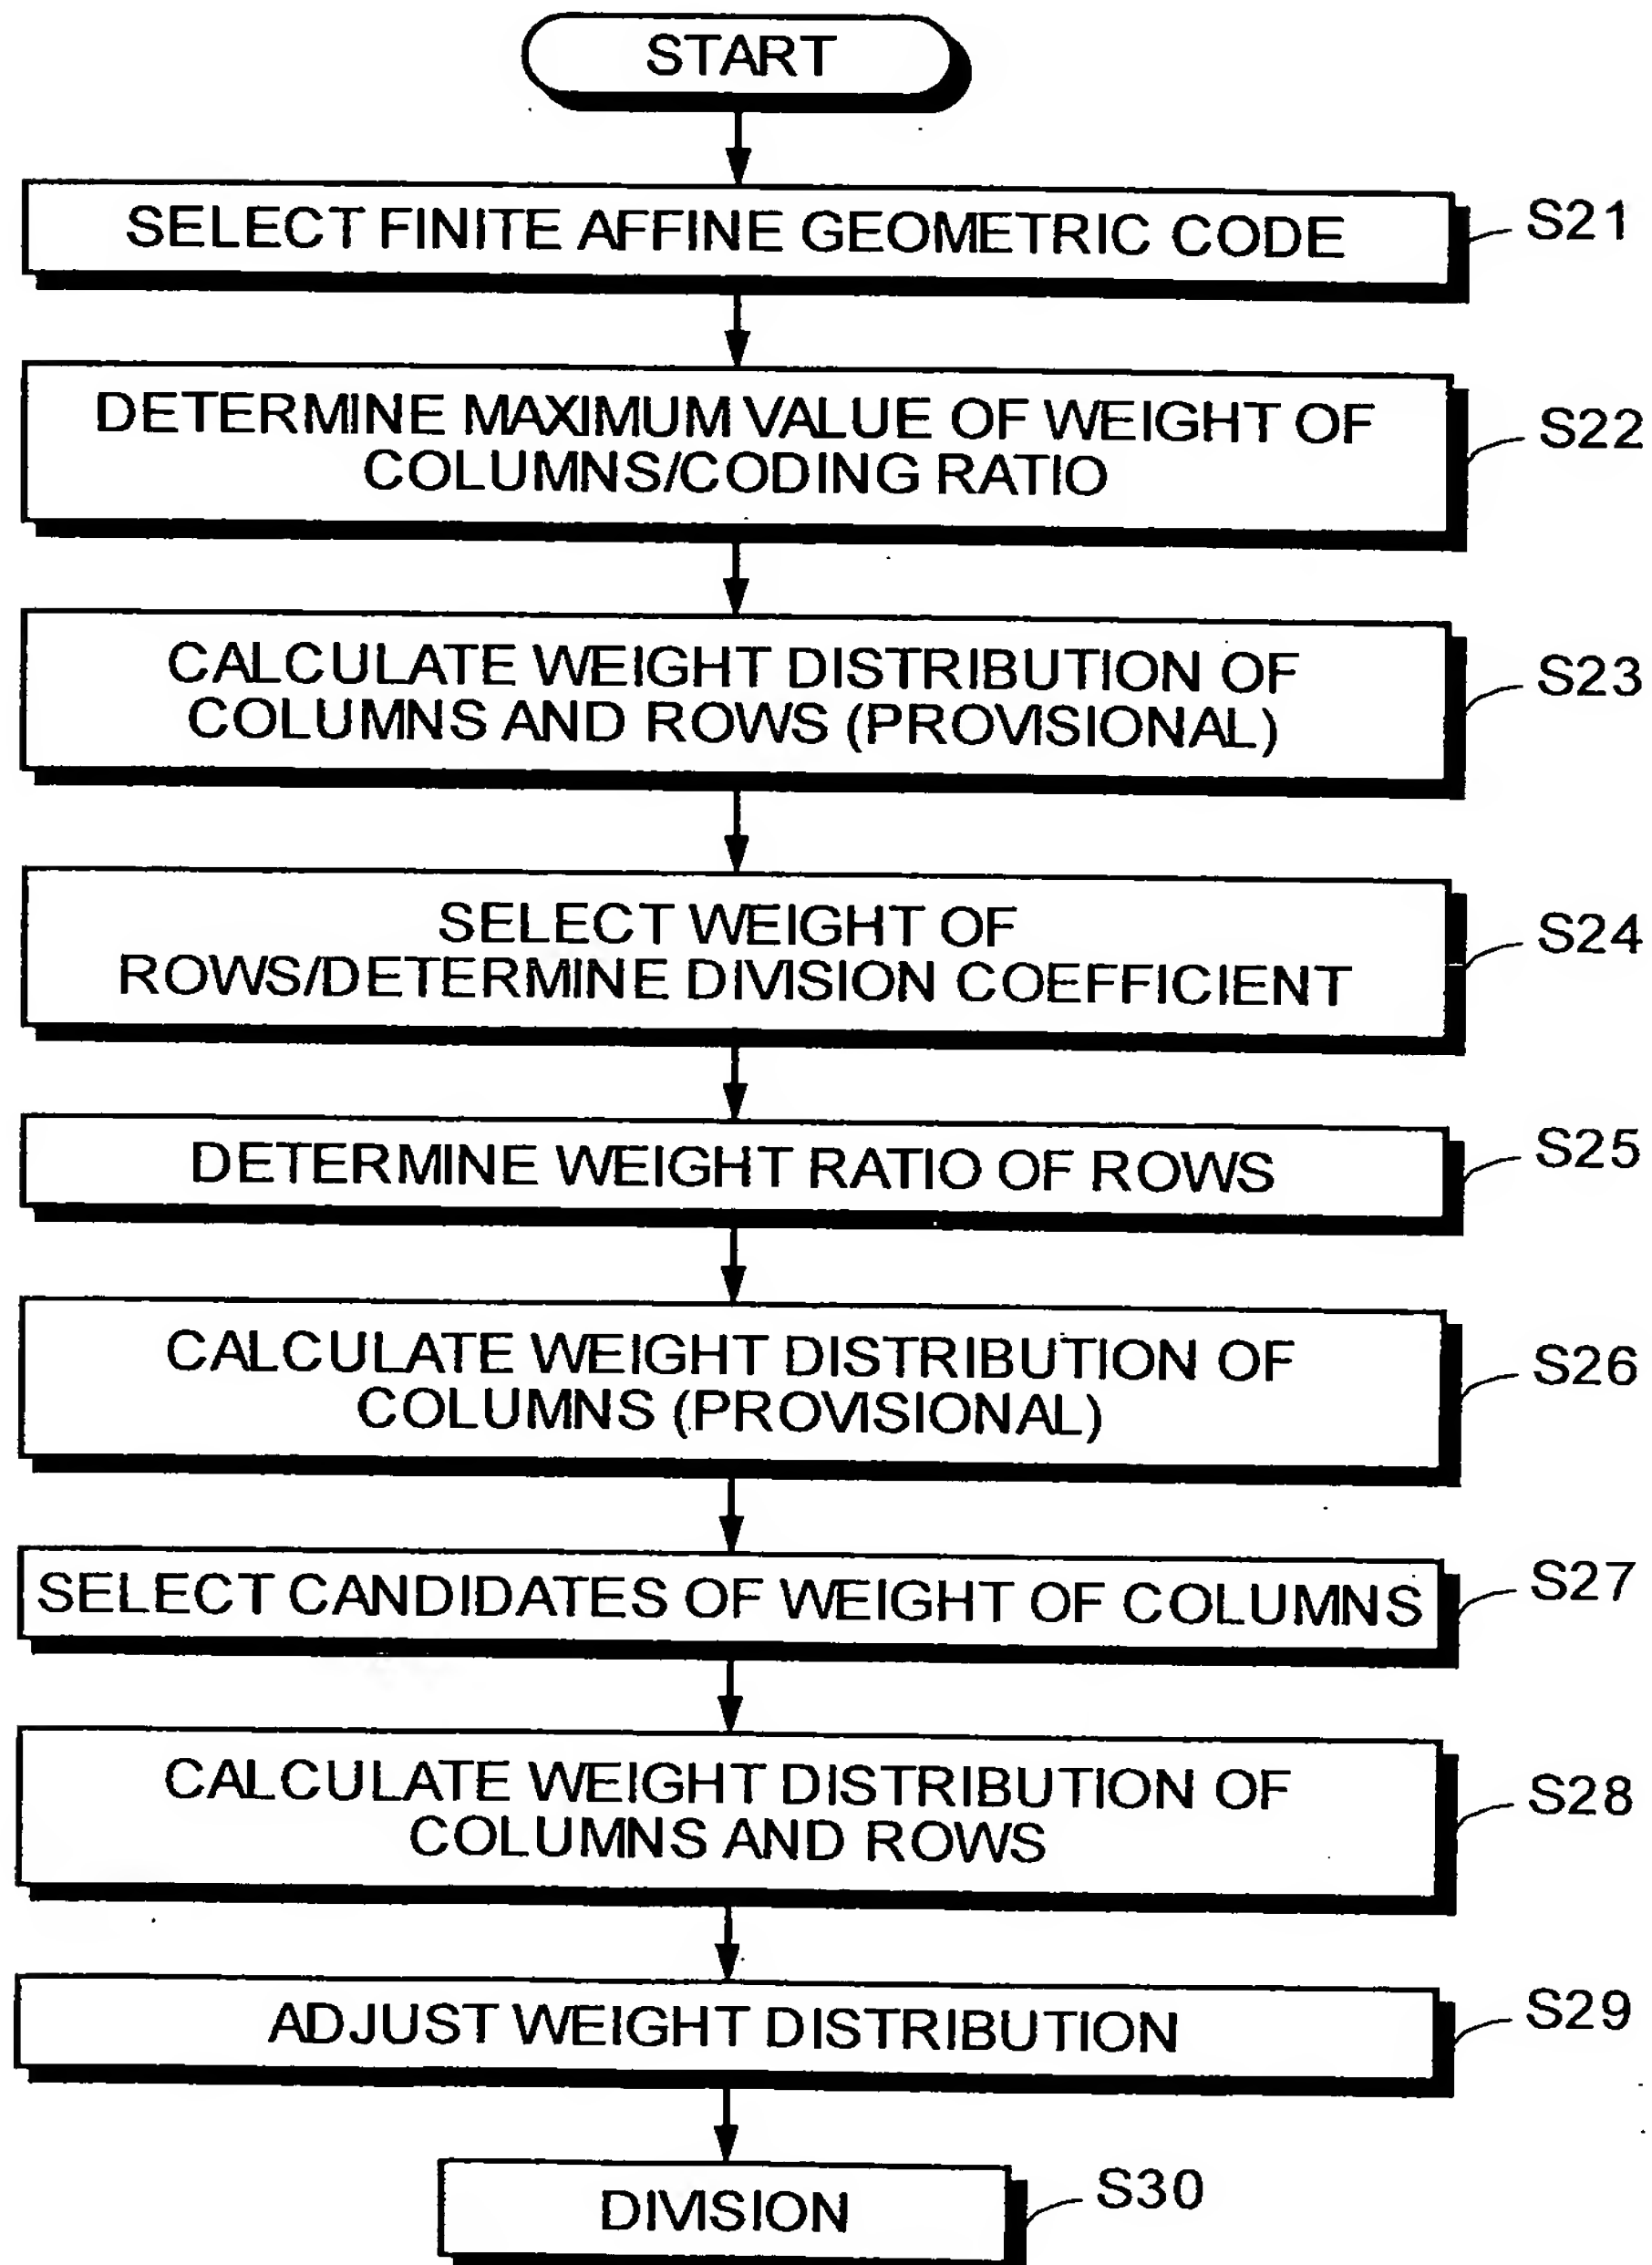 START
SELECT FINITE AFFINE GEOMETRIC CODE
S21
DETERMINE MAXIMUM VALUE OF WEIGHT OF
COLUMNS/CODING RATIO
S22
CALCULATE WEIGHT DISTRIBUTION OF
COLUMNS AND ROWS (PROVISIONAL)
S23
SELECT WEIGHT OF
ROWS/DETERMINE DIVISION COEFFICIENT
S24
DETERMINE WEIGHT RATIO OF ROWS
S25
CALCULATE WEIGHT DISTRIBUTION OF
COLUMNS (PROVISIONAL)
S26
SELECT CANDIDATES OF WEIGHT OF COLUMNS
S27
CALCULATE WEIGHT DISTRIBUTION OF
COLUMNS AND ROWS
S28
ADJUST WEIGHT DISTRIBUTION
S29
DIVISION
S30